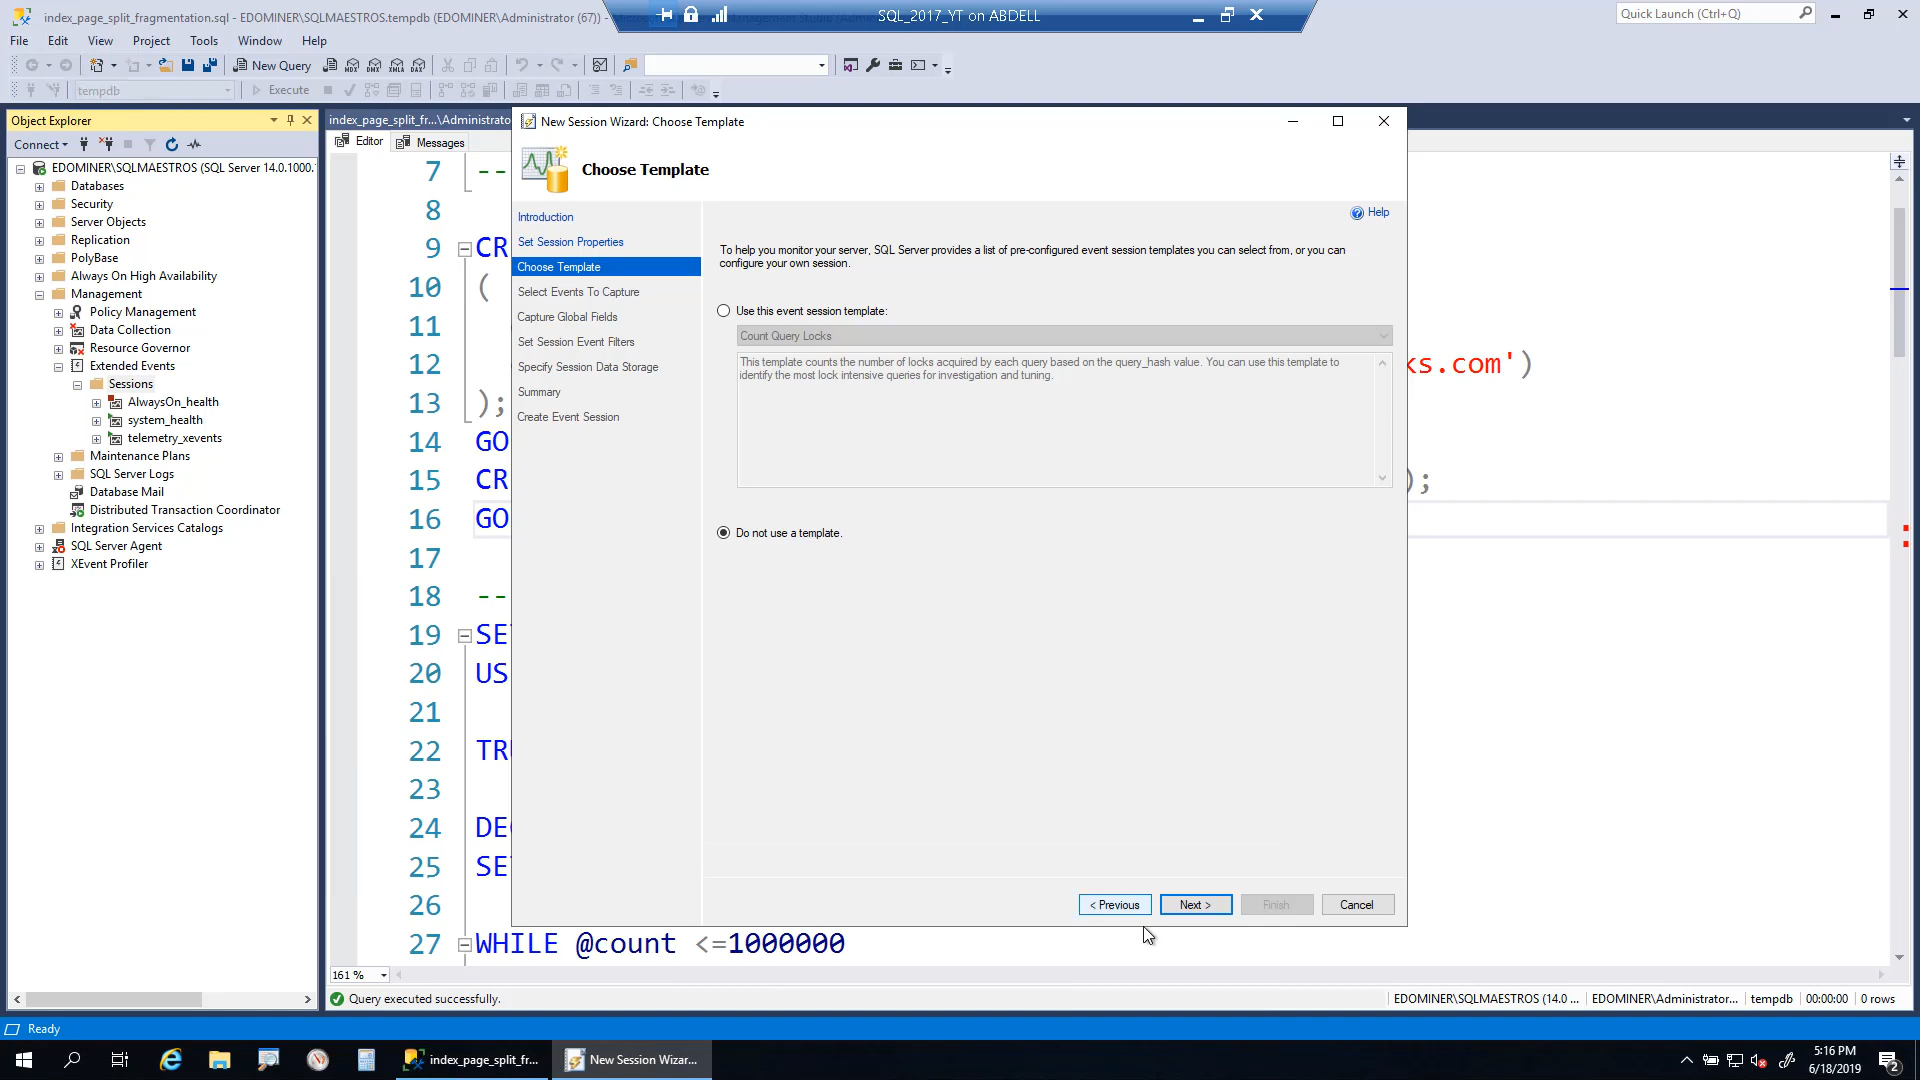 index_page_split_fragmentation.sql - EDOMINER\SQLMAESTROS.tempdb (EDOMINER\Administrator (67))
SQL_2017_YT on ABDELL
Quick Launch (Ctrl+Q)
File Edit View Project Tools Window Help
New Query
MDX DMX XMLA DAX
tempdb
Execute
Object Explorer
index_page_split_fr...\Administrato
New Session Wizard: Choose Template
Connect
Editor
Messages
EDOMINER\SQLMAESTROS (SQL Server 14.0.1000.
Databases
Security
Server Objects
Replication
PolyBase
Always On High Availability
Management
Policy Management
Data Collection
Resource Governor
Extended Events
Sessions
AlwaysOn_health
system_health
telemetry_xevents
Maintenance Plans
SQL Server Logs
Database Mail
Distributed Transaction Coordinator
Integration Services Catalogs
SQL Server Agent
XEvent Profiler
7 --
8
9 CR
10 (
11
12 ks.com')
13 );
14 GO
15 CR );
16 GO
17
18 --
19 SE
20 US
21
22 TR
23
24 DE
25 SE
26
27 WHILE @count <=1000000
Choose Template
Introduction
Set Session Properties
Choose Template
Select Events To Capture
Capture Global Fields
Set Session Event Filters
Specify Session Data Storage
Summary
Create Event Session
Help
To help you monitor your server, SQL Server provides a list of pre-configured event session templates you can select from, or you can
configure your own session.
Use this event session template:
Count Query Locks
This template counts the number of locks acquired by each query based on the query_hash value. You can use this template to
identify the most lock intensive queries for investigation and tuning.
Do not use a template.
< Previous
Next >
Finish
Cancel
161 %
Query executed successfully.
EDOMINER\SQLMAESTROS (14.0 ...
EDOMINER\Administrator...
tempdb
00:00:00
0 rows
Ready
index_page_split_fr...
New Session Wizar...
5:16 PM
6/18/2019
2